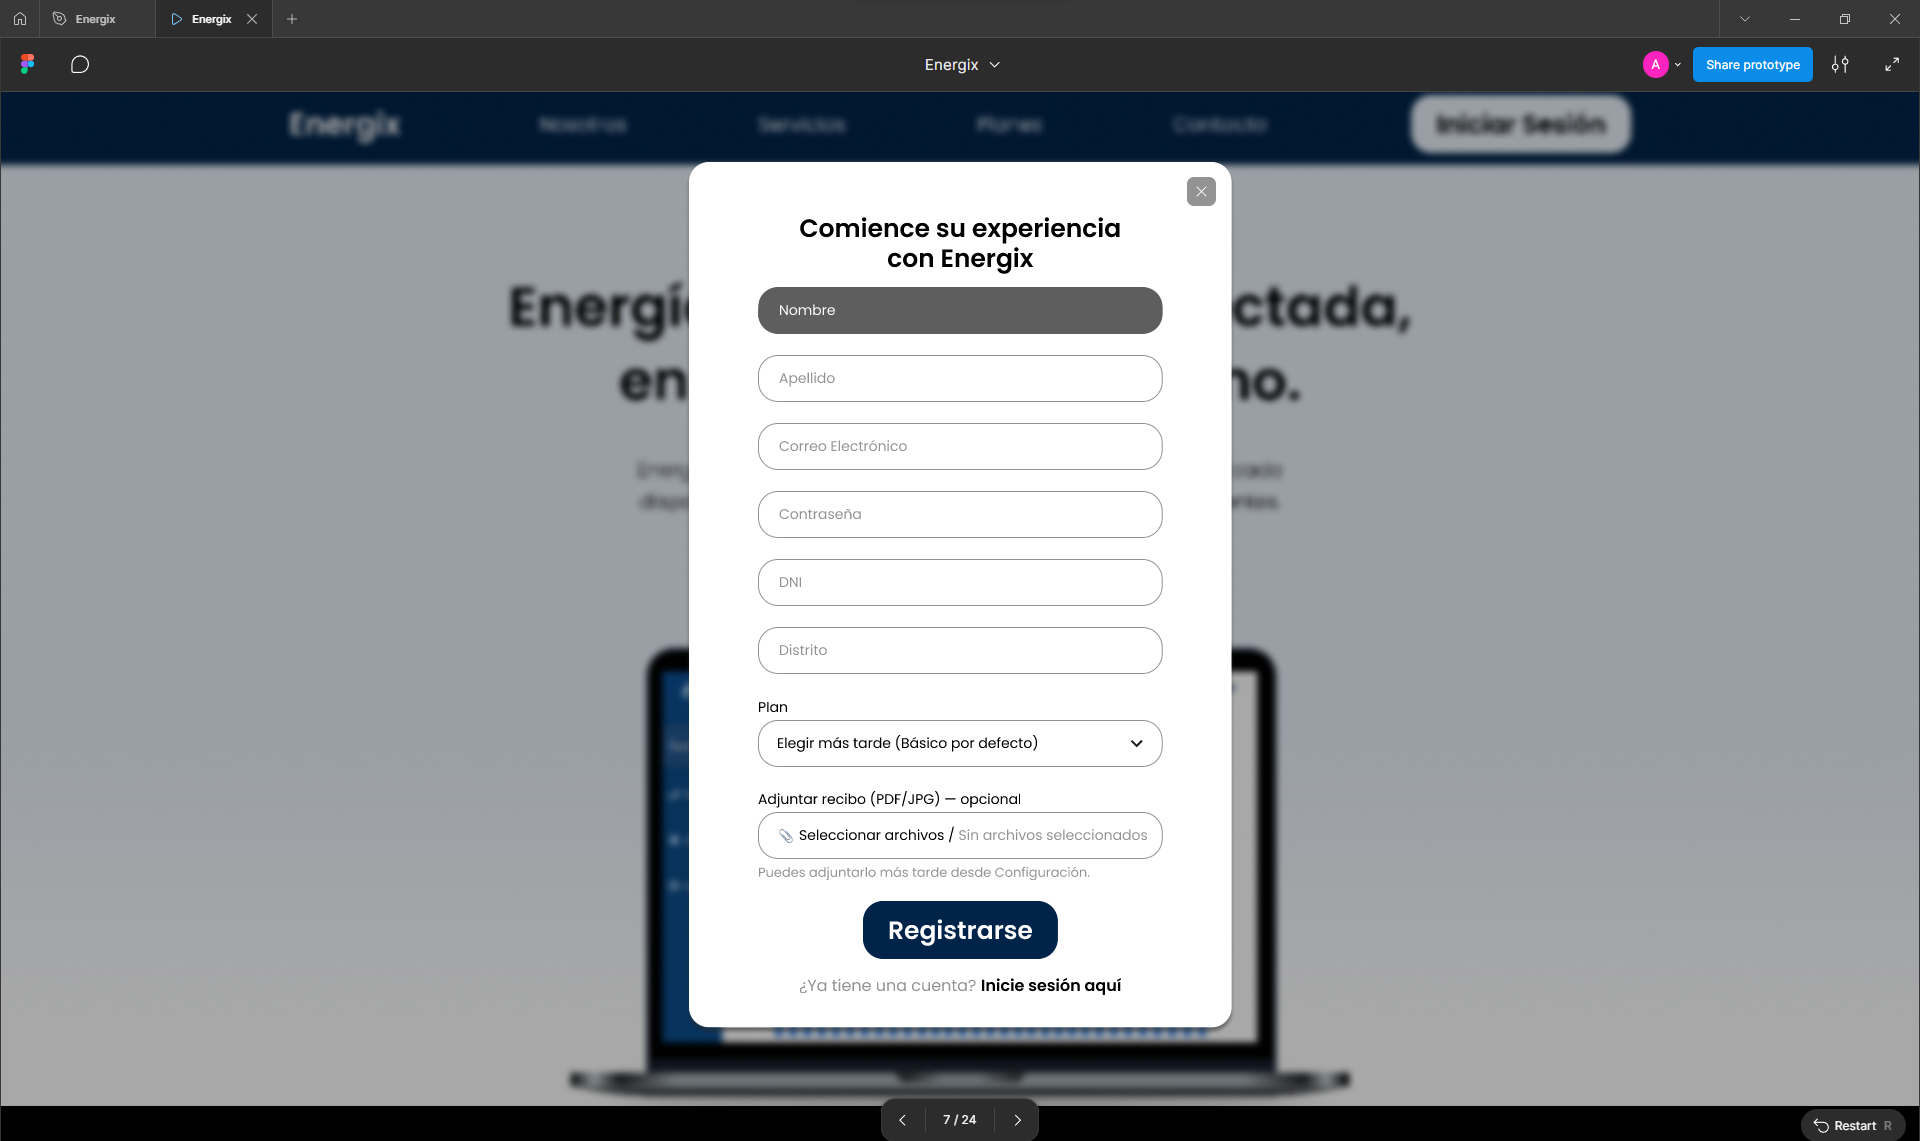 Energix
Energix
Energix
A
Share prototype
Energix
Nosotros
Servicios
Planes
Contacto
Iniciar Sesión
Comience su experiencia
con Energix
Energí
ctada,
en
no.
Nombre
Apellido
Correo Electrónico
Contraseña
DNI
Distrito
Plan
Elegir más tarde (Básico por defecto)
Adjuntar recibo (PDF/JPG) — opcional
Seleccionar archivos / Sin archivos seleccionados
Puedes adjuntarlo más tarde desde Configuración.
Registrarse
¿Ya tiene una cuenta? Inicie sesión aquí
7 / 24
Restart R